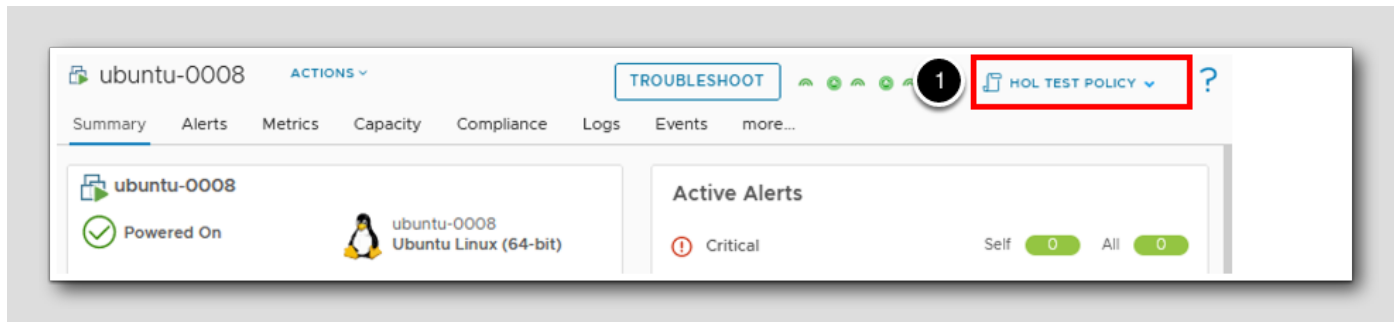 ubuntu-0008 ACTIONS TROUBLESHOOT 1 HOL TEST POLICY ?
Summary Alerts Metrics Capacity Compliance Logs Events more...
ubuntu-0008 Active Alerts
Powered On ubuntu-0008
Ubuntu Linux (64-bit) Critical Self 0 All 0